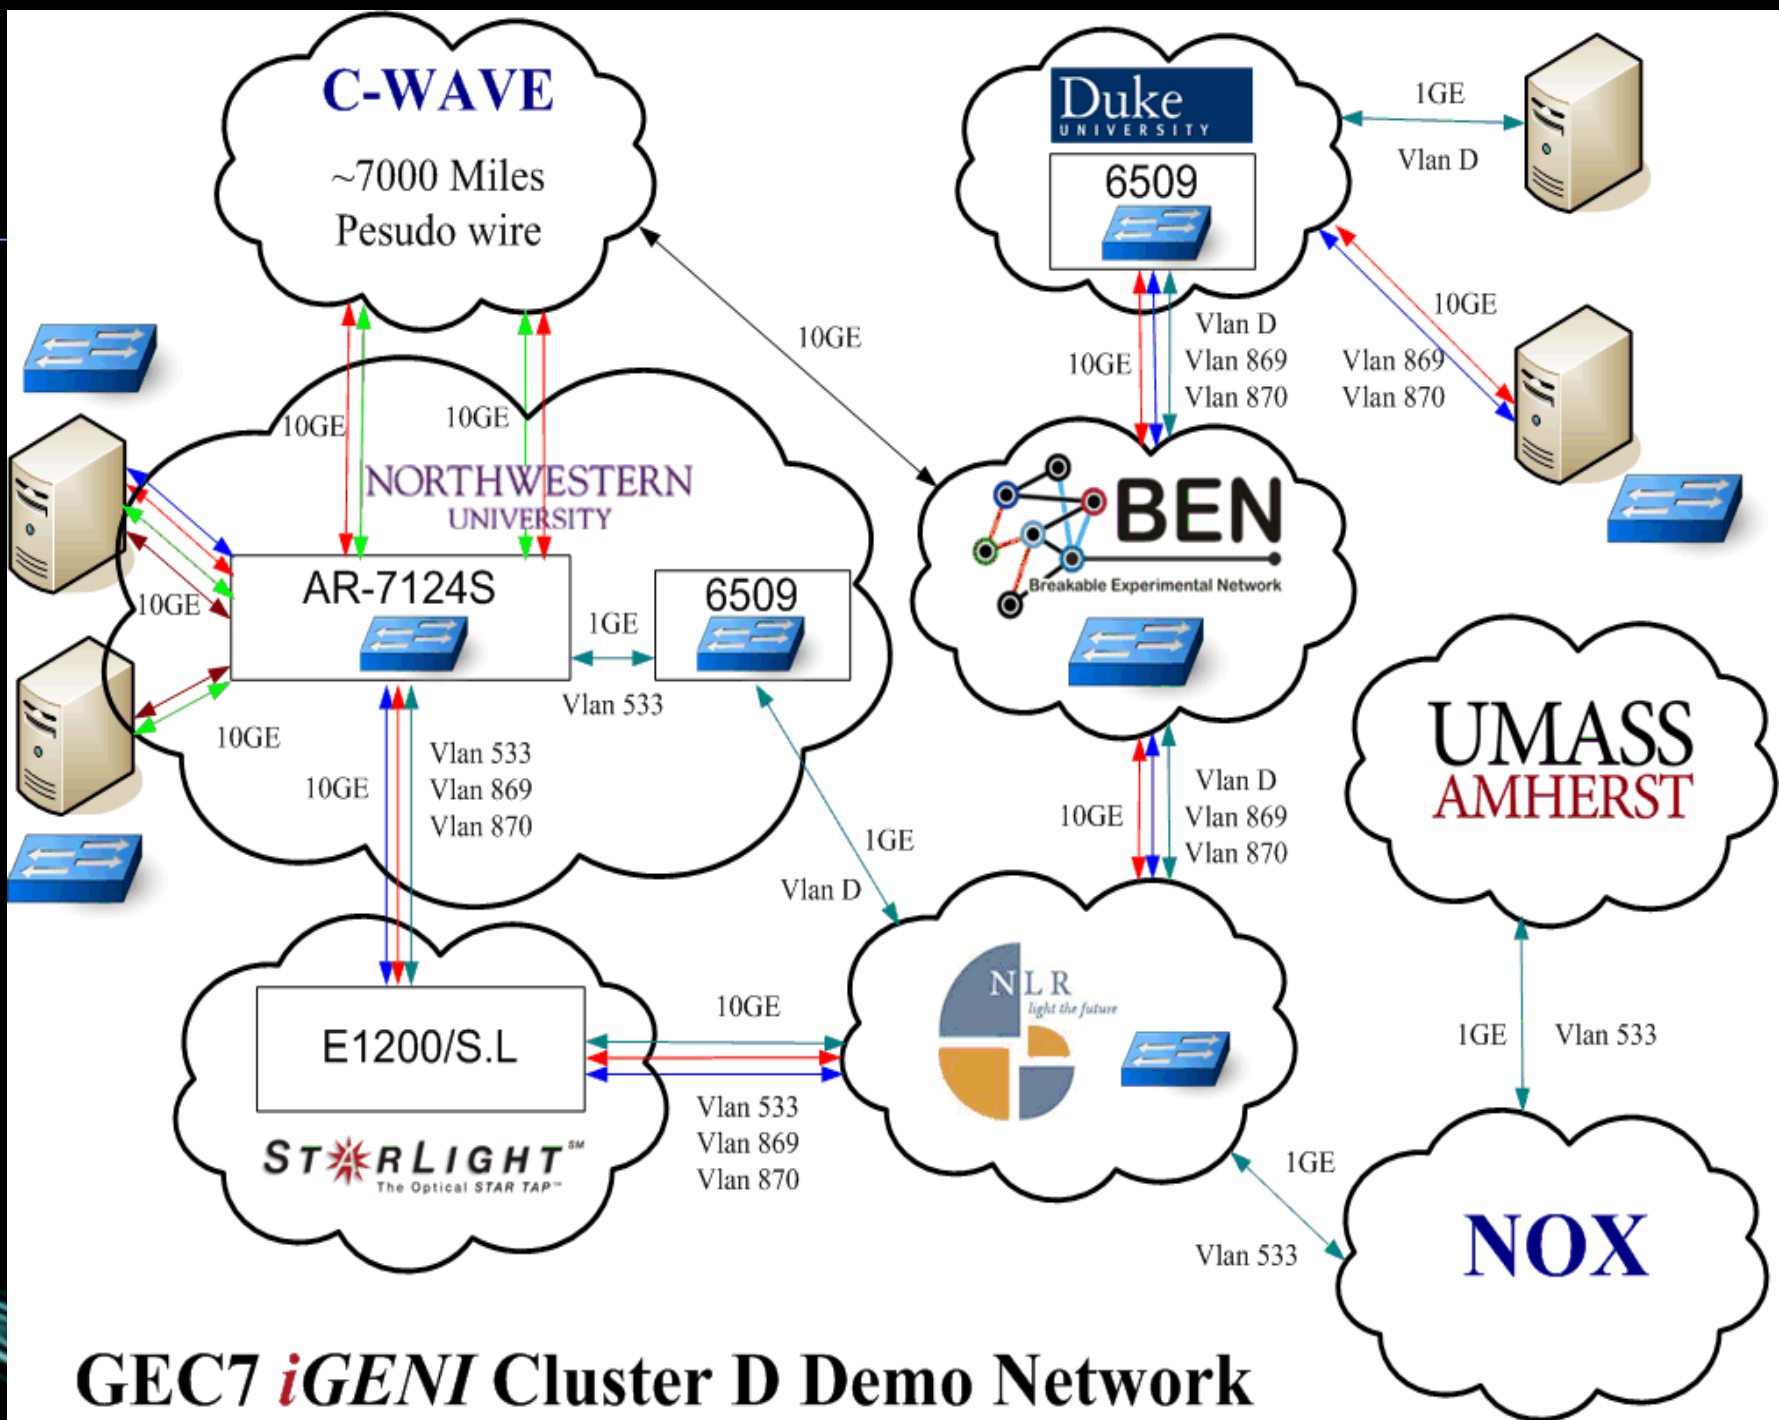 C-WAVE
~7000 Miles
Pesudo wire
Duke
UNIVERSITY
6509
1GE
Vlan D
10GE
Vlan 869
Vlan 870
10GE
Vlan D
Vlan 869
Vlan 870
10GE
10GE
10GE
NORTHWESTERN
UNIVERSITY
AR-7124S
6509
1GE
Vlan 533
10GE
10GE
10GE
Vlan 533
Vlan 869
Vlan 870
BEN
Breakable Experimental Network
10GE
Vlan D
Vlan 869
Vlan 870
1GE
Vlan D
UMASS
AMHERST
1GE
Vlan 533
E1200/S.L
STARLIGHT SM
The Optical STAR TAP™
10GE
Vlan 533
Vlan 869
Vlan 870
NLR
light the future
1GE
Vlan 533
NOX
GEC7 iGENI Cluster D Demo Network